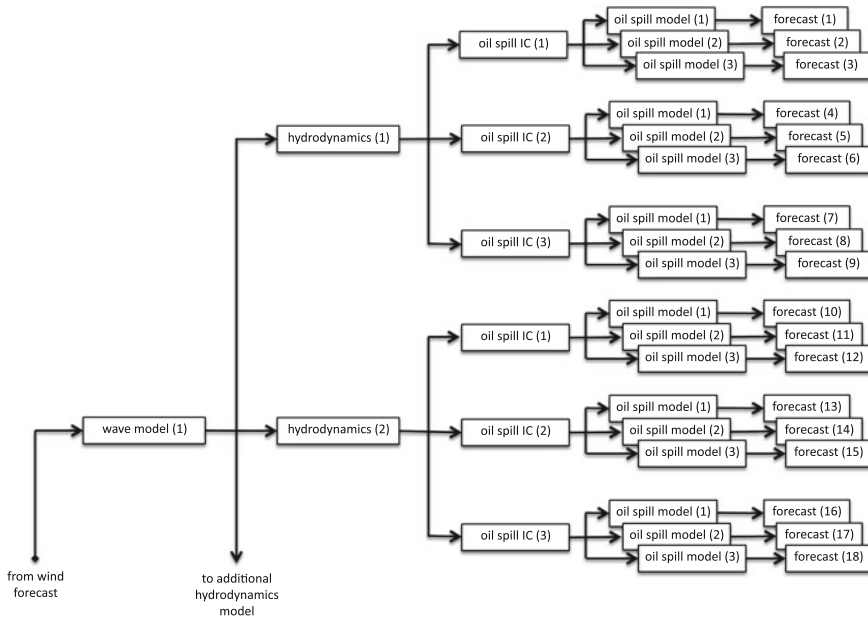 oil spill model (1)
forecast (1)
oil spill IC (1)
oil spill model (2)
forecast (2)
oil spill model (3)
forecast (3)
oil spill model (1)
forecast (4)
hydrodynamics (1)
oil spill IC (2)
oil spill model (2)
forecast (5)
oil spill model (3)
forecast (6)
oil spill model (1)
forecast (7)
oil spill IC (3)
oil spill model (2)
forecast (8)
oil spill model (3)
forecast (9)
oil spill model (1)
forecast (10)
oil spill IC (1)
oil spill model (2)
forecast (11)
oil spill model (3)
forecast (12)
oil spill model (1)
forecast (13)
wave model (1)
hydrodynamics (2)
oil spill IC (2)
oil spill model (2)
forecast (14)
oil spill model (3)
forecast (15)
oil spill model (1)
forecast (16)
oil spill IC (3)
oil spill model (2)
forecast (17)
oil spill model (3)
forecast (18)
from wind
forecast
to additional
hydrodynamics
model